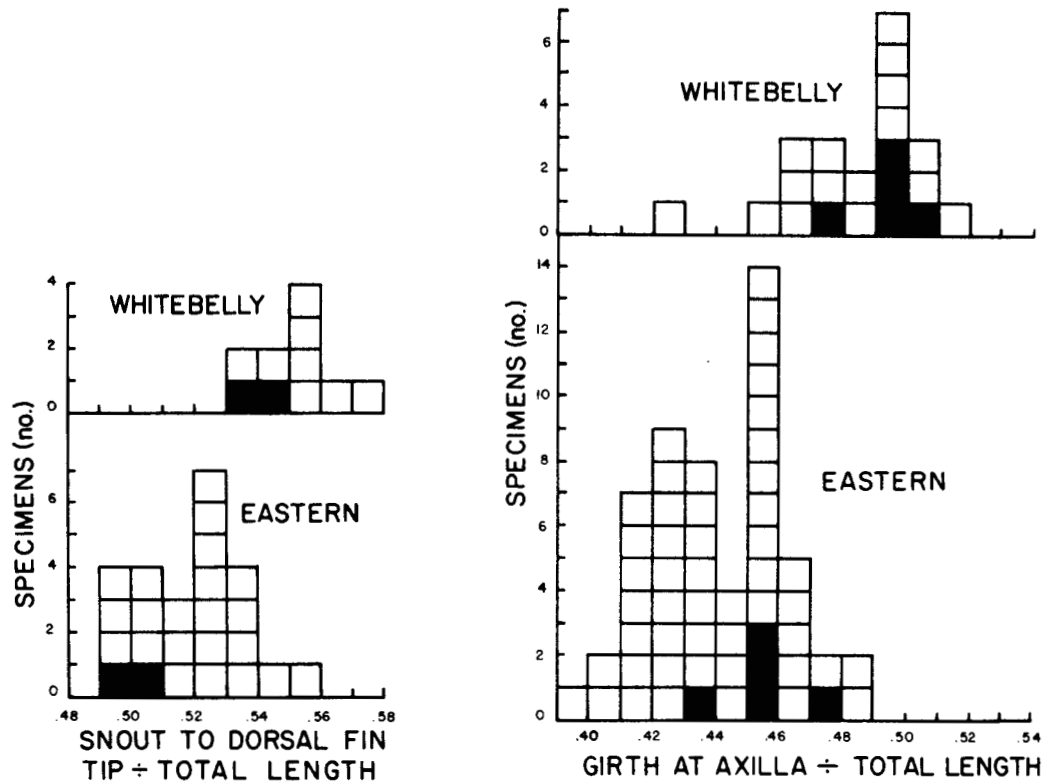 WHITEBELLY
4
2
0
SPECIMENS (no.)
EASTERN
6
4
2
0
.48 .50 .52 .54 .56 .58
SNOUT TO DORSAL FIN
TIP ÷ TOTAL LENGTH
WHITEBELLY
6
4
2
0
SPECIMENS (no.)
EASTERN
14
12
10
8
6
4
2
0
.40 .42 .44 .46 .48 .50 .52 .54
GIRTH AT AXILLA ÷ TOTAL LENGTH